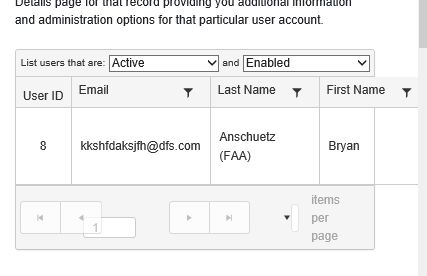 Details page for that record providing you additional information
and administration options for that particular user account.
List users that are: Active and Enabled
User ID Email Last Name First Name
8 kkshfdaksjfh@dfs.com Anschuetz (FAA) Bryan
1
items
per
page